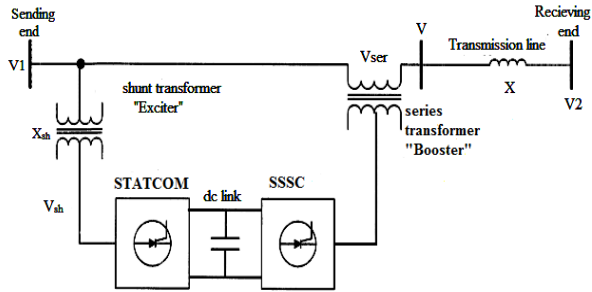 Sending
end
V1
Vser
V
Recieving
end
Transmission line
X
V2
shunt transformer
"Exciter"
Xsh
series
transformer
"Booster"
STATCOM
dc link
SSSC
Vsh